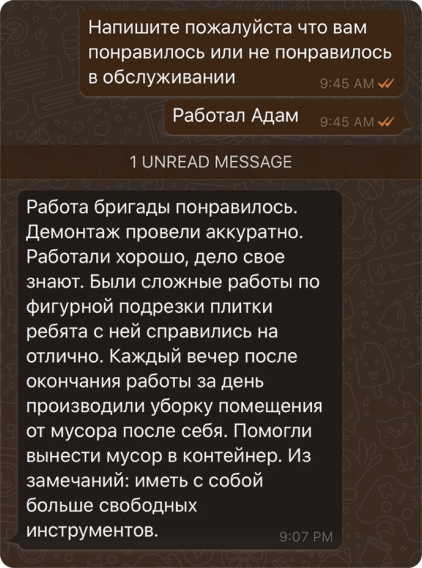 Напишите пожалуйста что вам
понравилось или не понравилось
в обслуживании
9:45 AM
Работал Адам
9:45 AM
1 UNREAD MESSAGE
Работа бригады понравилось.
Демонтаж провели аккуратно.
Работали хорошо, дело свое
знают. Были сложные работы по
фигурной подрезки плитки
ребята с ней справились на
отлично. Каждый вечер после
окончания работы за день
производили уборку помещения
от мусора после себя. Помогли
вынести мусор в контейнер. Из
замечаний: иметь с собой
больше свободных
инструментов.
9:07 PM